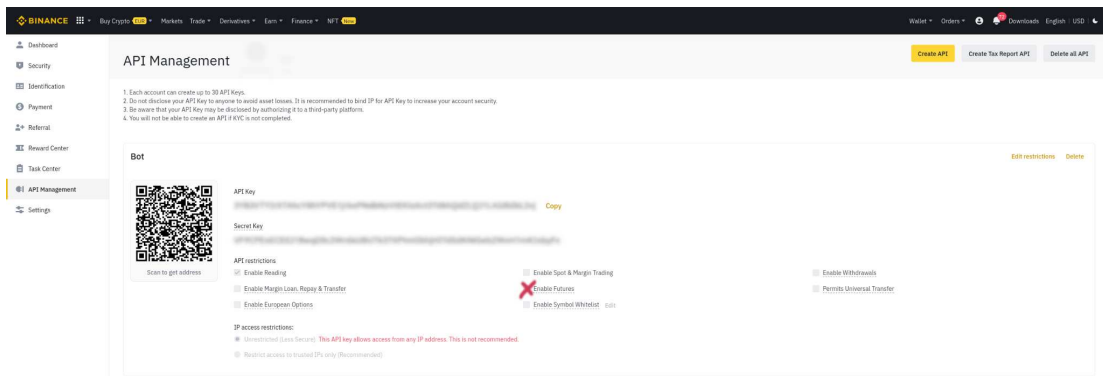 BINANCE Buy Crypto EUR Markets Trade Derivatives Earn Finance NFT New Wallet Orders 72 Downloads English USD
Dashboard
Security
Identification
Payment
Referral
Reward Center
Task Center
API Management
Settings
API Management
Create API Create Tax Report API Delete all API
1. Each account can create up to 30 API Keys.
2. Do not disclose your API Key to anyone to avoid asset losses. It is recommended to bind IP for API Key to increase your account security.
3. Be aware that your API Key may be disclosed by authorizing it to a third-party platform.
4. You will not be able to create an API if KYC is not completed.
Bot Edit restrictions Delete
API Key
Copy
Secret Key
Scan to get address
API restrictions
Enable Reading Enable Spot & Margin Trading Enable Withdrawals
Enable Margin Loan, Repay & Transfer Enable Futures Permits Universal Transfer
Enable European Options Enable Symbol Whitelist Edit
IP access restrictions:
Unrestricted (Less Secure) This API key allows access from any IP address. This is not recommended.
Restrict access to trusted IPs only (Recommended)